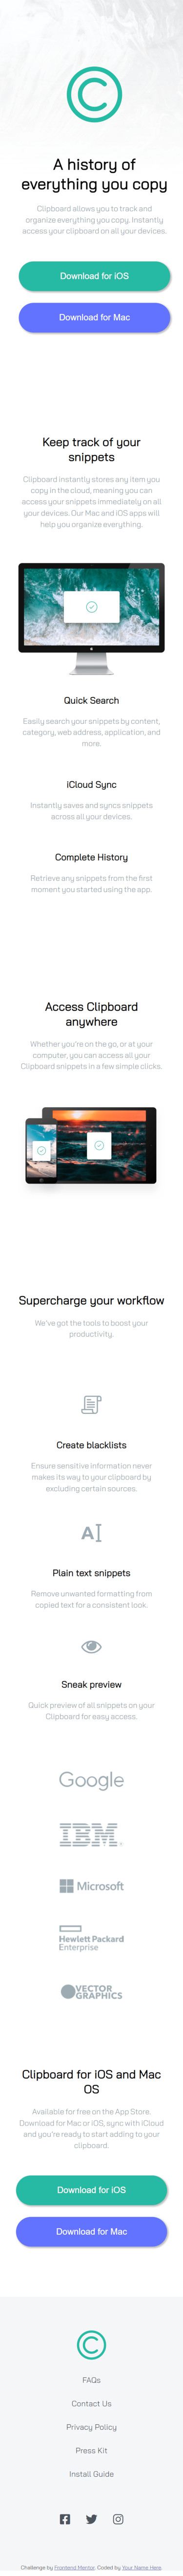 A history of
everything you copy
Clipboard allows you to track and
organize everything you copy. Instantly
access your clipboard on all your devices.
Download for iOS
Download for Mac
Keep track of your
snippets
Clipboard instantly stores any item you
copy in the cloud, meaning you can
access your snippets immediately on all
your devices. Our Mac and iOS apps will
help you organize everything.
Quick Search
Easily search your snippets by content,
category, web address, application, and
more.
iCloud Sync
Instantly saves and syncs snippets
across all your devices.
Complete History
Retrieve any snippets from the first
moment you started using the app.
Access Clipboard
anywhere
Whether you're on the go, or at your
computer, you can access all your
Clipboard snippets in a few simple clicks.
Supercharge your workflow
We've got the tools to boost your
productivity.
Create blacklists
Ensure sensitive information never
makes its way to your clipboard by
excluding certain sources.
Plain text snippets
Remove unwanted formatting from
copied text for a consistent look.
Sneak preview
Quick preview of all snippets on your
Clipboard for easy access.
Google
IBM
Microsoft
Hewlett Packard
Enterprise
VECTOR
GRAPHICS
Clipboard for iOS and Mac
OS
Available for free on the App Store.
Download for Mac or iOS, sync with iCloud
and you're ready to start adding to your
clipboard.
Download for iOS
Download for Mac
FAQs
Contact Us
Privacy Policy
Press Kit
Install Guide
Challenge by Frontend Mentor. Coded by Your Name Here.